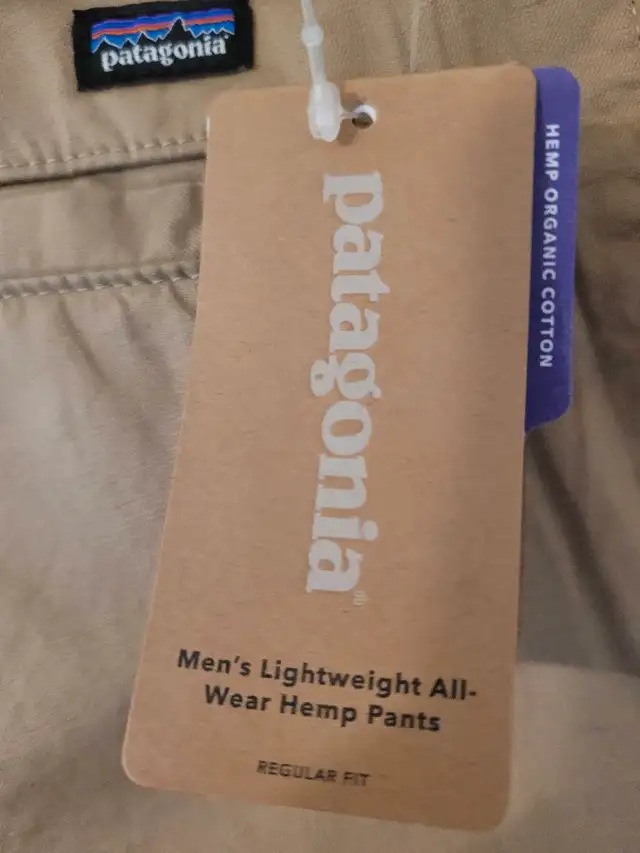 patagonia
patagonia®
HEMP ORGANIC COTTON
Men's Lightweight All-
Wear Hemp Pants
REGULAR FIT